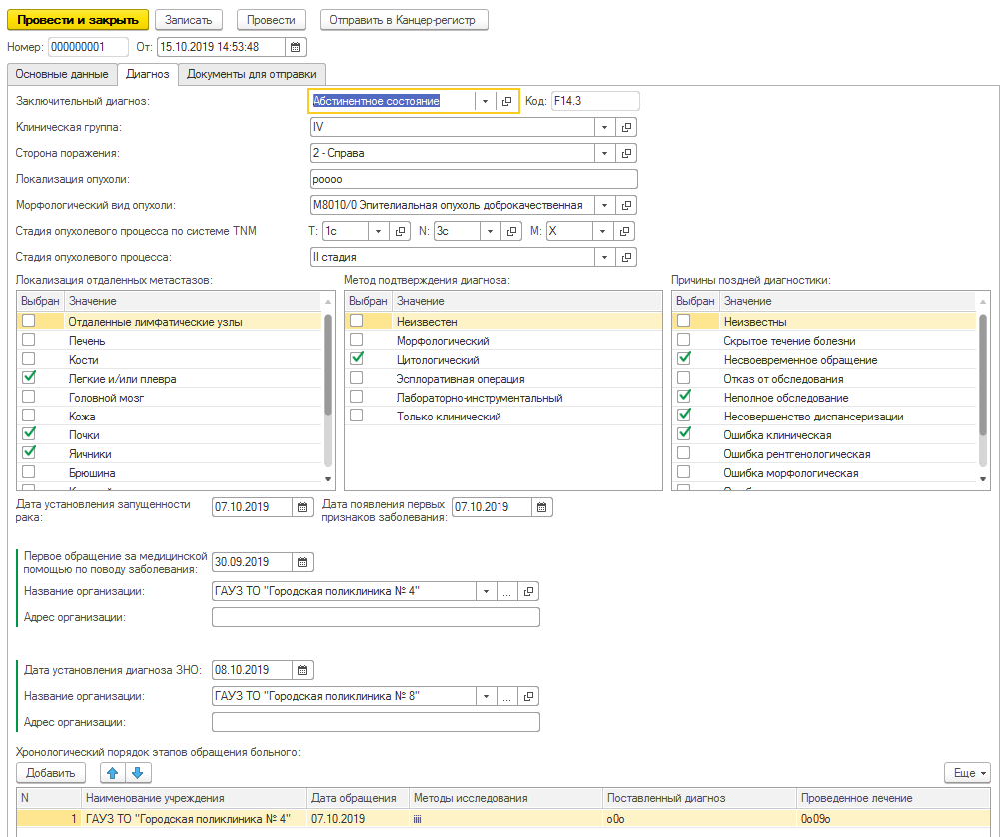 Провести и закрыть Записать Провести Отправить в Канцер-регистр
Номер: 000000001 От: 15.10.2019 14:53:48
Основные данные Диагноз Документы для отправки
Заключительный диагноз: Абстинентное состояние Код: F14.3
Клиническая группа: IV
Сторона поражения: 2 - Справа
Локализация опухоли: роооо
Морфологический вид опухоли: М8010/0 Эпителиальная опухоль доброкачественная
Стадия опухолевого процесса по системе TNM T: 1c N: 3c M: X
Стадия опухолевого процесса: II стадия
Локализация отдаленных метастазов: Метод подтверждения диагноза: Причины поздней диагностики:
Выбран Значение Выбран Значение Выбран Значение
Отдаленные лимфатические узлы Неизвестен Неизвестны
Печень Морфологический Скрытое течение болезни
Кости Цитологический Несвоевременное обращение
Легкие и/или плевра Эсплоративная операция Отказ от обследования
Головной мозг Лабораторно-инструментальный Неполное обследование
Кожа Только клинический Несовершенство диспансеризации
Почки Ошибка клиническая
Яичники Ошибка рентгенологическая
Брюшина Ошибка морфологическая
Дата установления запущенности рака: 07.10.2019 Дата появления первых признаков заболевания: 07.10.2019
Первое обращение за медицинской
помощью по поводу заболевания: 30.09.2019
Название организации: ГАУЗ ТО "Городская поликлиника № 4" ...
Адрес организации:
Дата установления диагноза ЗНО: 08.10.2019
Название организации: ГАУЗ ТО "Городская поликлиника № 8" ...
Адрес организации:
Хронологический порядок этапов обращения больного:
Добавить Еще
N Наименование учреждения Дата обращения Методы исследования Поставленный диагноз Проведенное лечение
1 ГАУЗ ТО "Городская поликлиника № 4" 07.10.2019 iiii o0o 0o09o